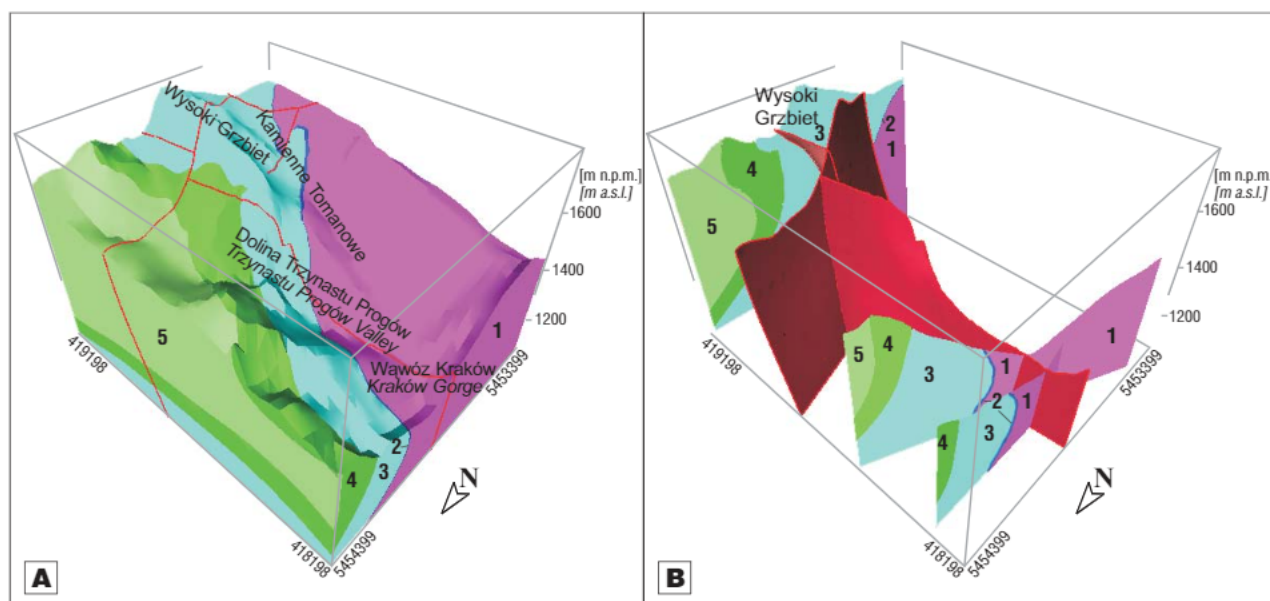 Wysoki Grzbiet
Kamienne Tomanowe
[m n.p.m.]
[m a.s.l.]
1600
1400
1200
Dolina Trzynastu Progów
Trzynastu Progów Valley
1
5
Wąwóz Kraków
Kraków Gorge
419198
5453399
2
3
4
N
418198
5454399
A
Wysoki
Grzbiet
3
2
1
4
[m n.p.m.]
[m a.s.l.]
1600
5
1400
1200
1
419198
5
4
3
1
5453399
2
1
3
4
N
418198
5454399
B